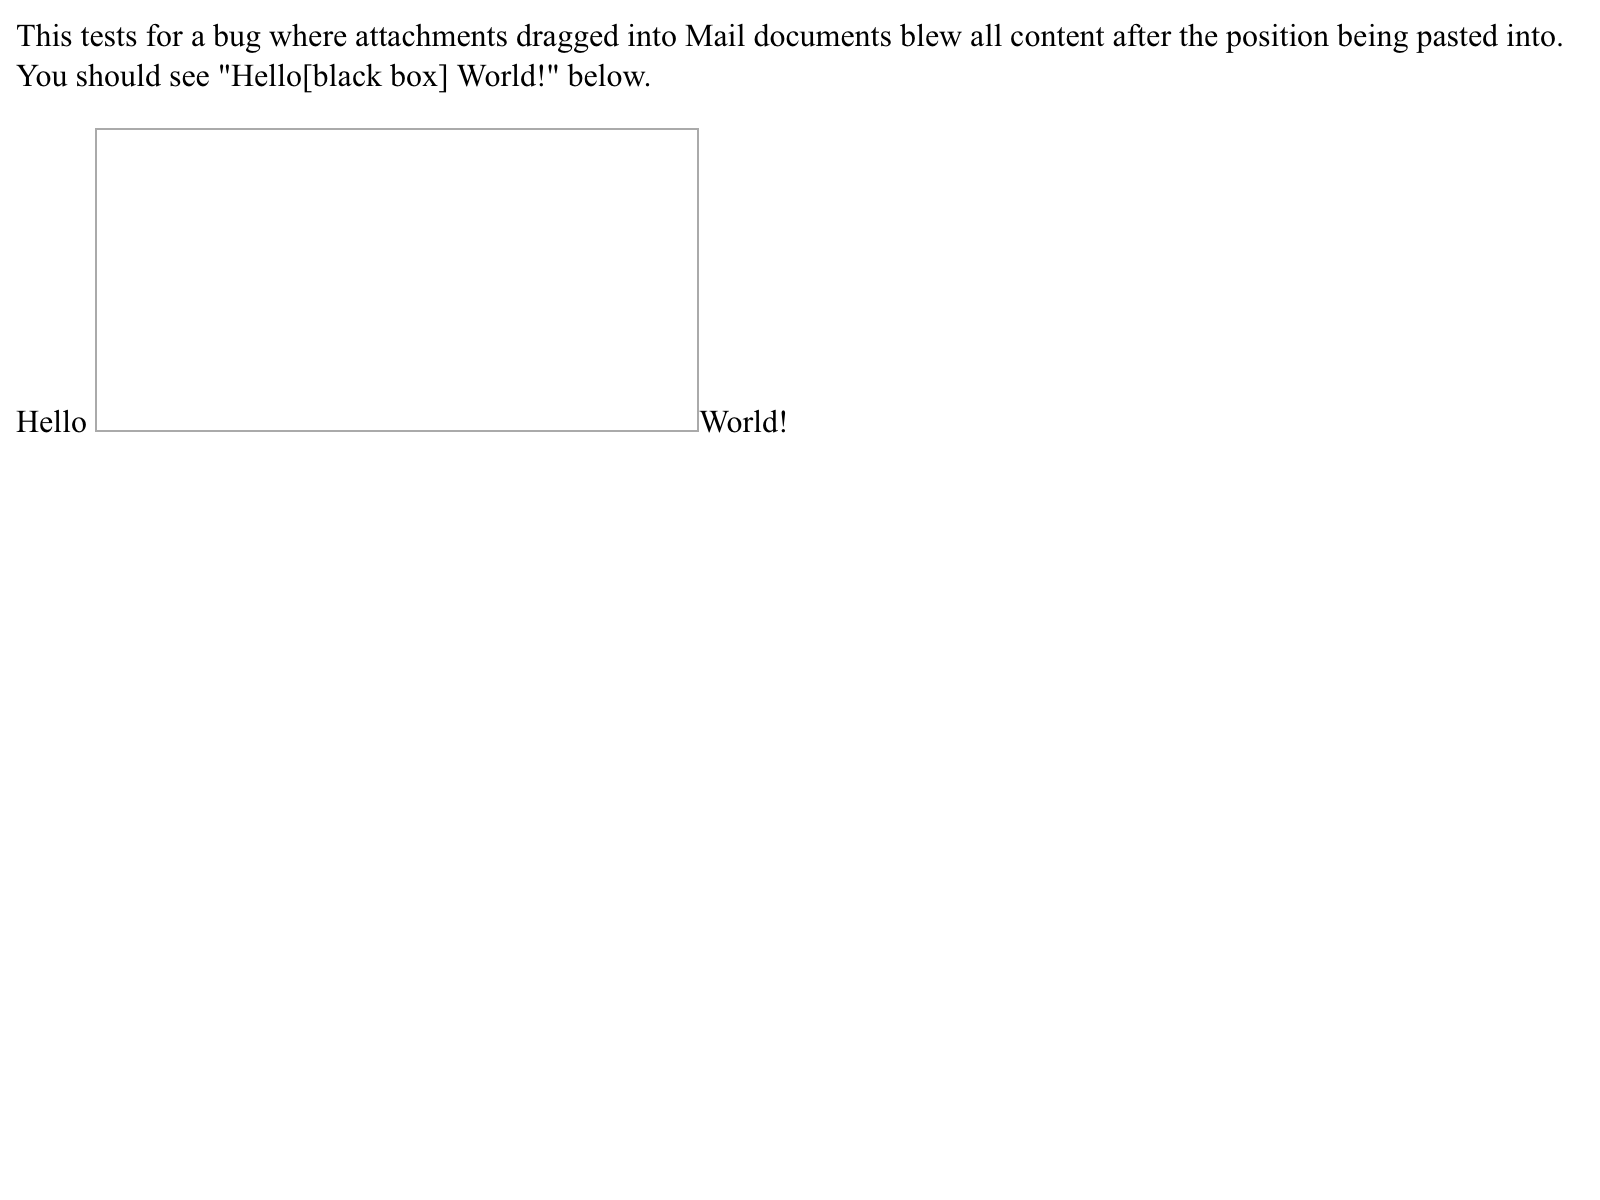 This tests for a bug where attachments dragged into Mail documents blew all content after the position being pasted into.
You should see "Hello[black box] World!" below.
Hello World!